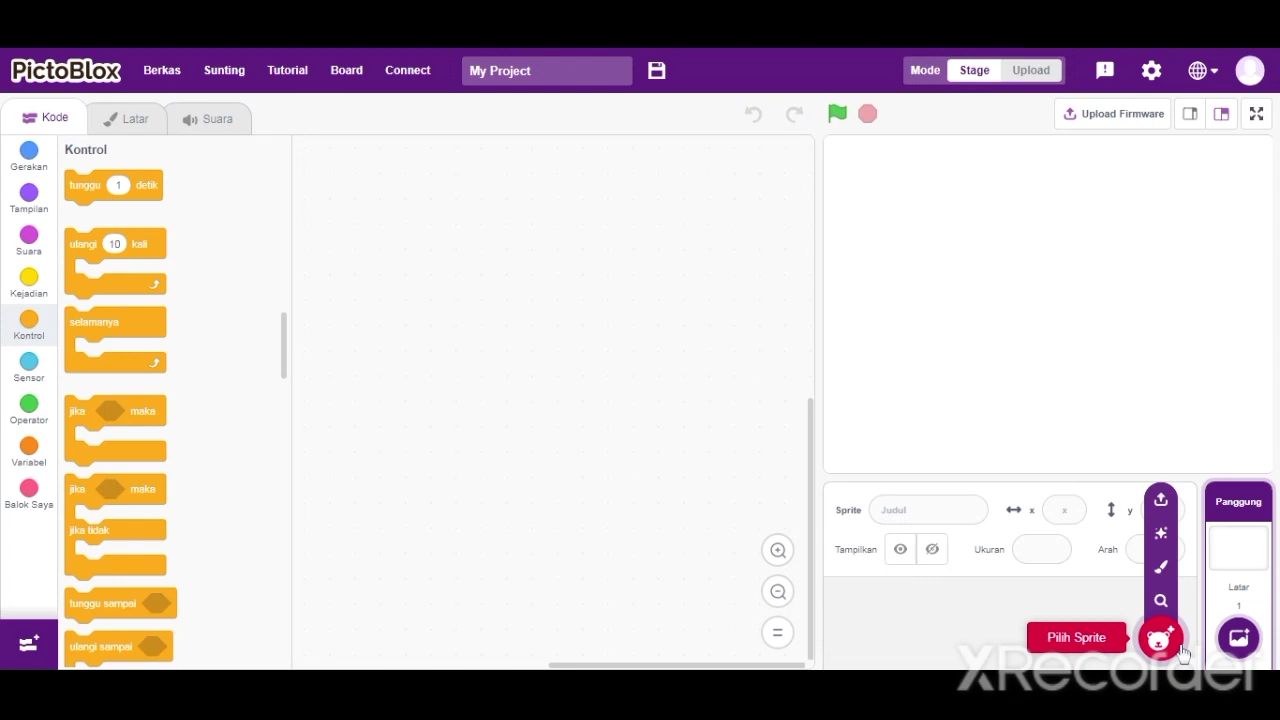 PictoBlox Berkas Sunting Tutorial Board Connect My Project Mode Stage Upload
Kode Latar Suara Upload Firmware
Gerakan
Tampilan
Suara
Kejadian
Kontrol
Sensor
Operator
Variabel
Balok Saya
Kontrol
tunggu 1 detik
ulangi 10 kali
selamanya
jika maka
jika maka
jika tidak
tunggu sampai
ulangi sampai
Sprite Judul x x y
Tampilkan Ukuran Arah
Pilih Sprite
Panggung
Latar
1
XRecorder